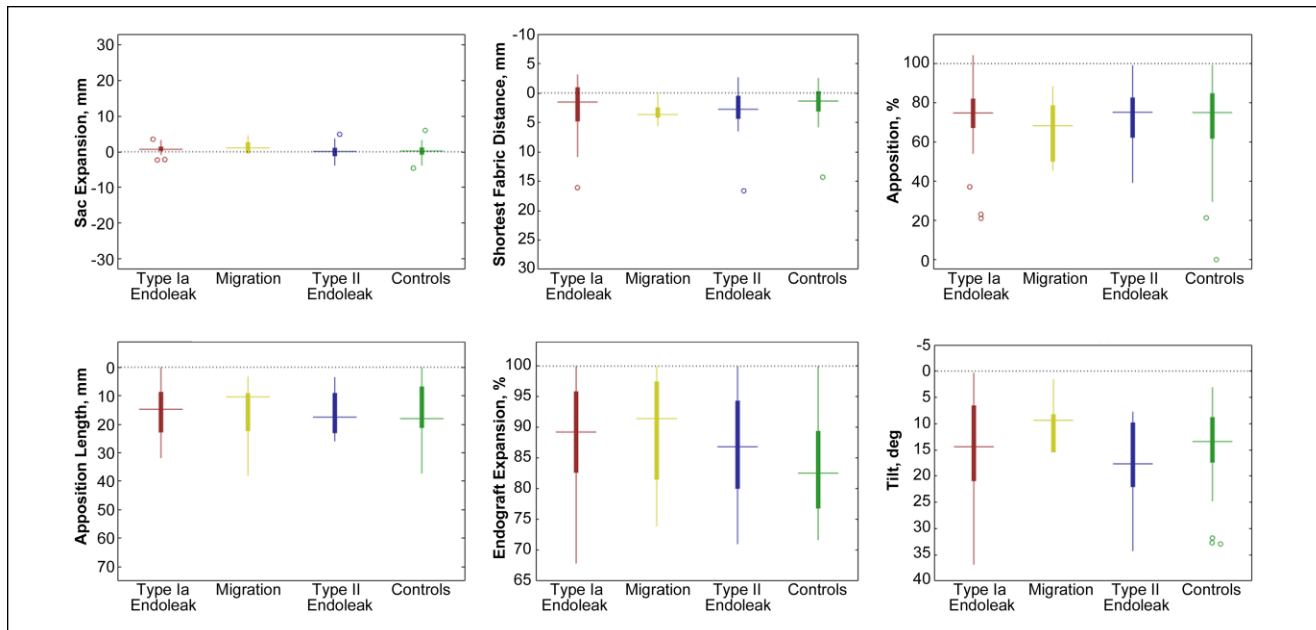 Sac Expansion, mm
30
20
10
0
-10
-20
-30
Type Ia Endoleak
Migration
Type II Endoleak
Controls
Shortest Fabric Distance, mm
-10
-5
0
5
10
15
20
25
30
Type Ia Endoleak
Migration
Type II Endoleak
Controls
Apposition, %
100
80
60
40
20
0
Type Ia Endoleak
Migration
Type II Endoleak
Controls
Apposition Length, mm
0
10
20
30
40
50
60
70
Type Ia Endoleak
Migration
Type II Endoleak
Controls
Endograft Expansion, %
100
95
90
85
80
75
70
65
Type Ia Endoleak
Migration
Type II Endoleak
Controls
Tilt, deg
-5
0
5
10
15
20
25
30
35
40
Type Ia Endoleak
Migration
Type II Endoleak
Controls